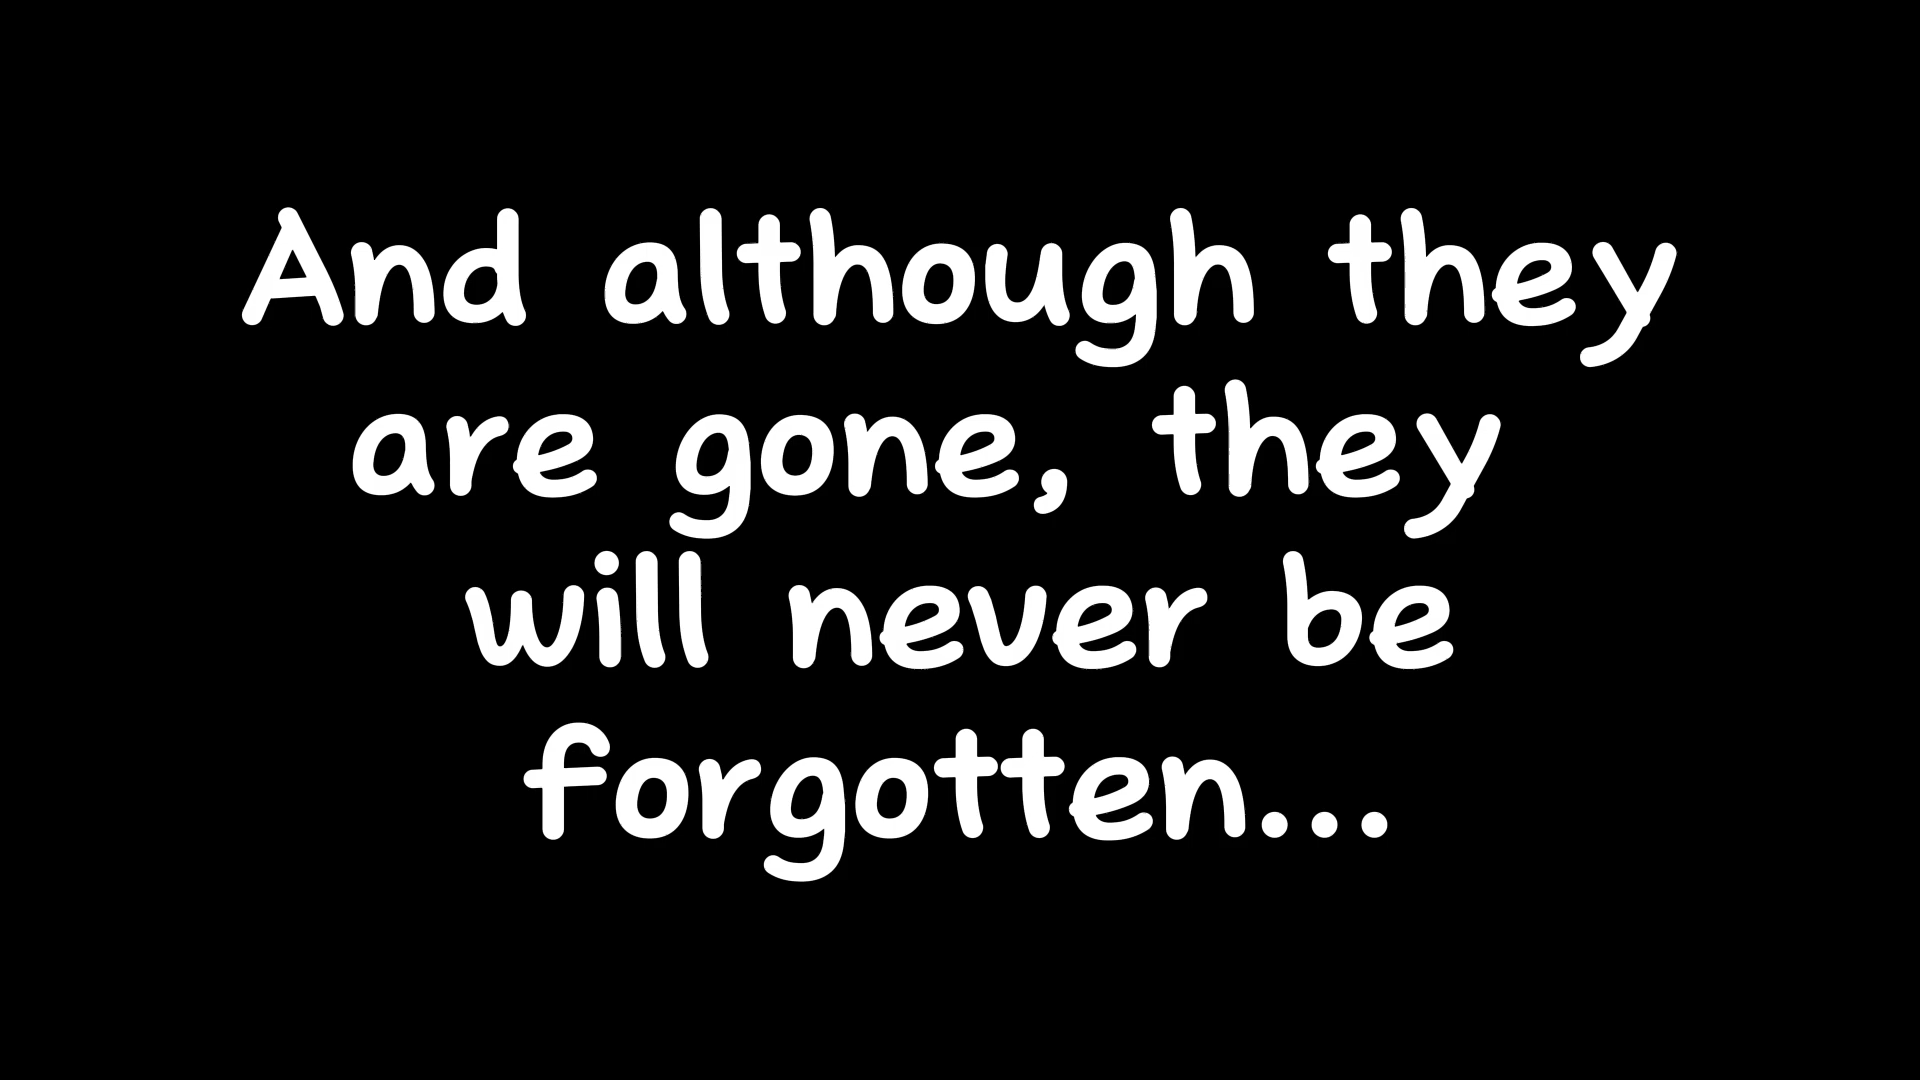 And although they
are gone, they
will never be
forgotten...